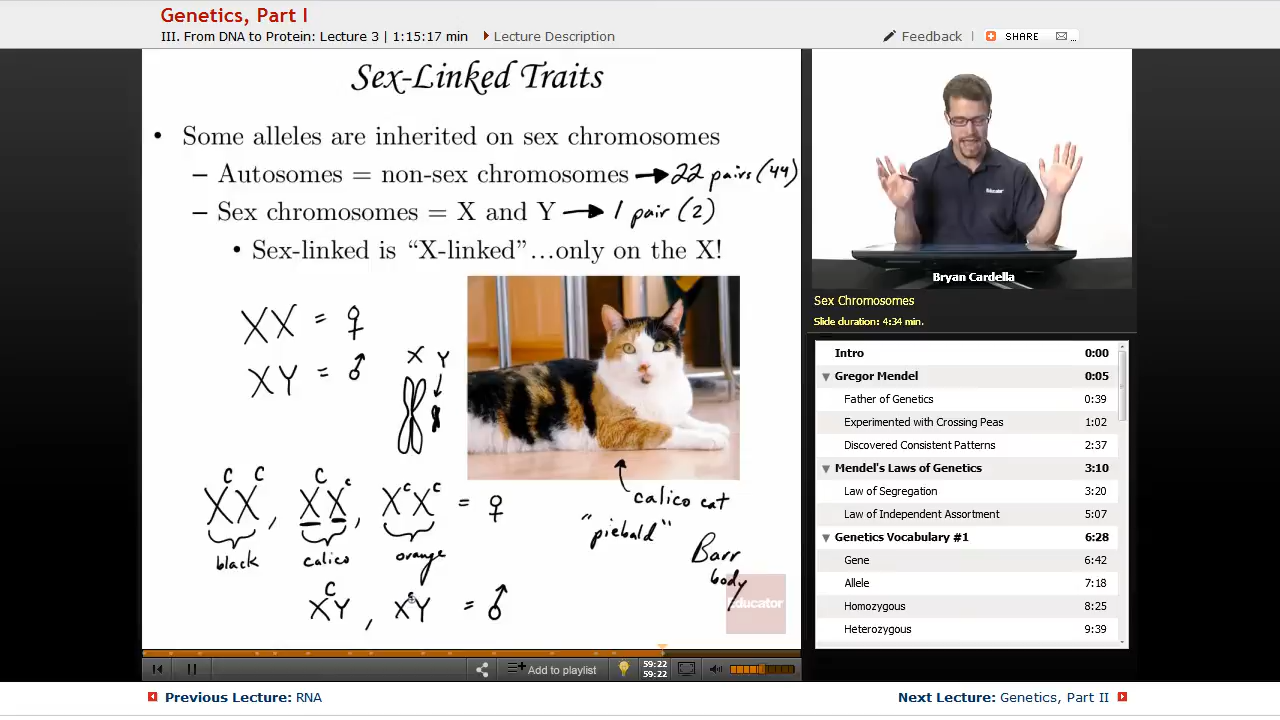 Genetics, Part I
III. From DNA to Protein: Lecture 3 | 1:15:17 min Lecture Description
Feedback | SHARE ...
Sex-Linked Traits
• Some alleles are inherited on sex chromosomes
– Autosomes = non-sex chromosomes → 22 pairs (44)
– Sex chromosomes = X and Y → 1 pair (2)
• Sex-linked is “X-linked”…only on the X!
XX = ♀
XY = ♂
X Y
X^C X^C, X^C X^c, X^c X^c = ♀
black calico orange
X^C Y, X^c Y = ♂
calico cat
"piebald"
Barr
body
Educator
Educator
Bryan Cardella
Sex Chromosomes
Slide duration: 4:34 min.
Intro 0:00
Gregor Mendel 0:05
Father of Genetics 0:39
Experimented with Crossing Peas 1:02
Discovered Consistent Patterns 2:37
Mendel's Laws of Genetics 3:10
Law of Segregation 3:20
Law of Independent Assortment 5:07
Genetics Vocabulary #1 6:28
Gene 6:42
Allele 7:18
Homozygous 8:25
Heterozygous 9:39
Add to playlist
59:22
59:22
Previous Lecture: RNA
Next Lecture: Genetics, Part II